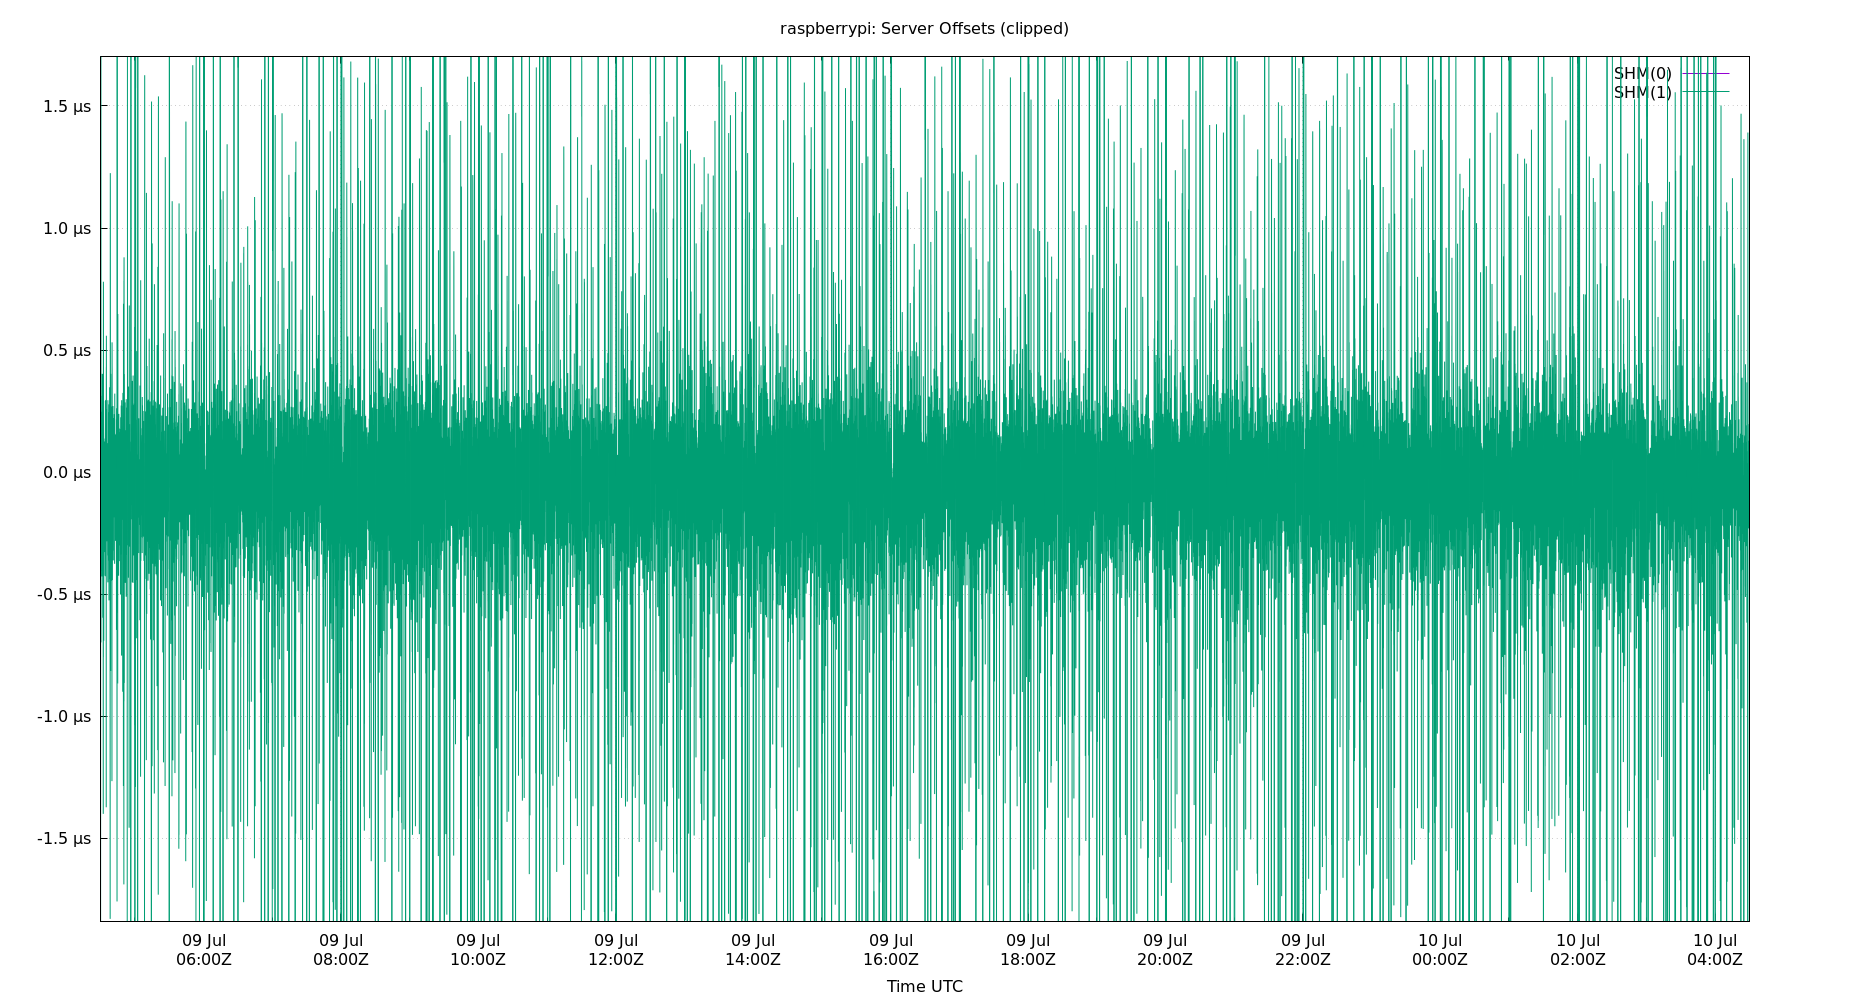 raspberrypi: Server Offsets (clipped)
SHM(0)
SHM(1)
1.5 µs
1.0 µs
0.5 µs
0.0 µs
-0.5 µs
-1.0 µs
-1.5 µs
09 Jul 09 Jul 09 Jul 09 Jul 09 Jul 09 Jul 09 Jul 09 Jul 09 Jul 10 Jul 10 Jul 10 Jul
06:00Z 08:00Z 10:00Z 12:00Z 14:00Z 16:00Z 18:00Z 20:00Z 22:00Z 00:00Z 02:00Z 04:00Z
Time UTC